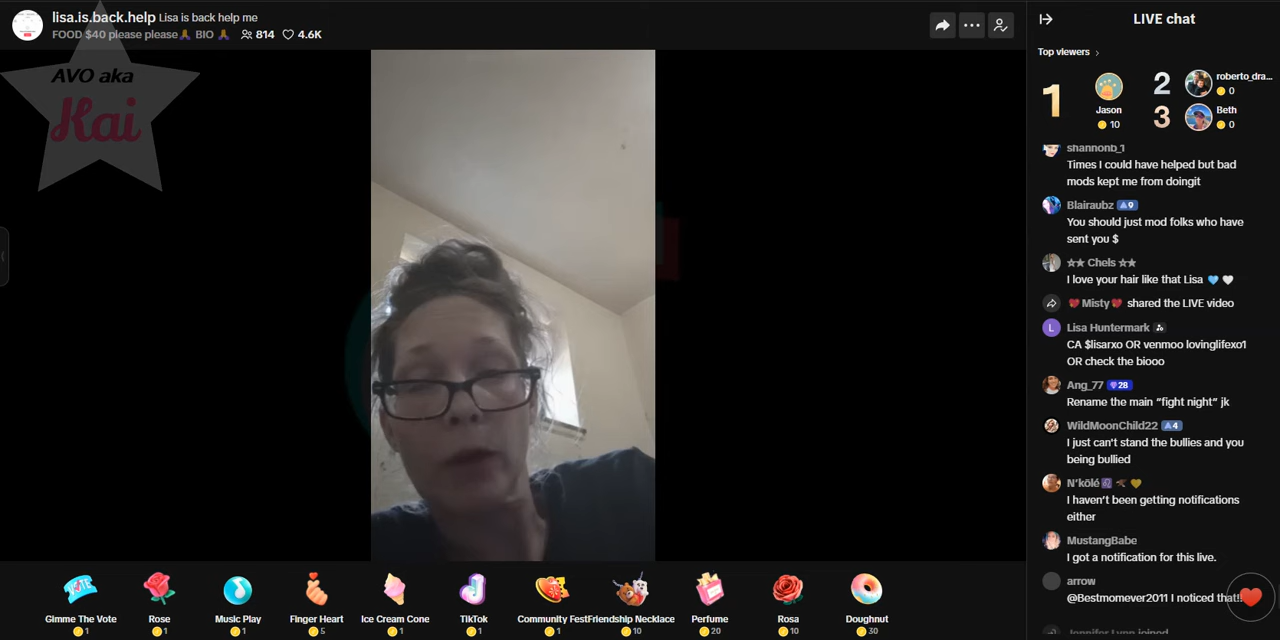 lisa.is.back.help Lisa is back help me
FOOD $40 please please🙏 BIO 🙏 814 4.6K
AVO aka
Kai
LIVE chat
Top viewers >
1
Jason
10
2
roberto_dra...
0
3
Beth
0
shannonb_1
Times I could have helped but bad
mods kept me from doingit
Blairaubz 9
You should just mod folks who have
sent you $
☆☆ Chels ☆☆
I love your hair like that Lisa 🩵 🤍
Misty shared the LIVE video
L
Lisa Huntermark
CA $lisarxo OR venmo lovinglifexo1
OR check the biooo
Ang_77 28
Rename the main “fight night” jk
WildMoonChild22 4
I just can't stand the bullies and you
being bullied
N’kōlé
I haven’t been getting notifications
either
MustangBabe
I got a notification for this live.
arrow
@Bestmomever2011 I noticed that!!
Jennifer Lynn joined
VOTE
Gimme The Vote
1
Rose
1
Music Play
1
Finger Heart
5
Ice Cream Cone
1
TikTok
1
Community Fest
1
Friendship Necklace
10
Perfume
20
Rosa
10
Doughnut
30